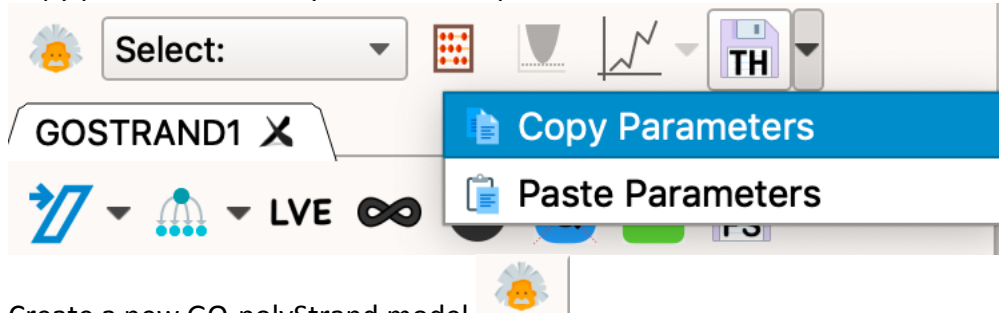 Select:
TH
Copy Parameters
GOSTRAND1
Paste Parameters
LVE
Create a new GO-polyStrand model